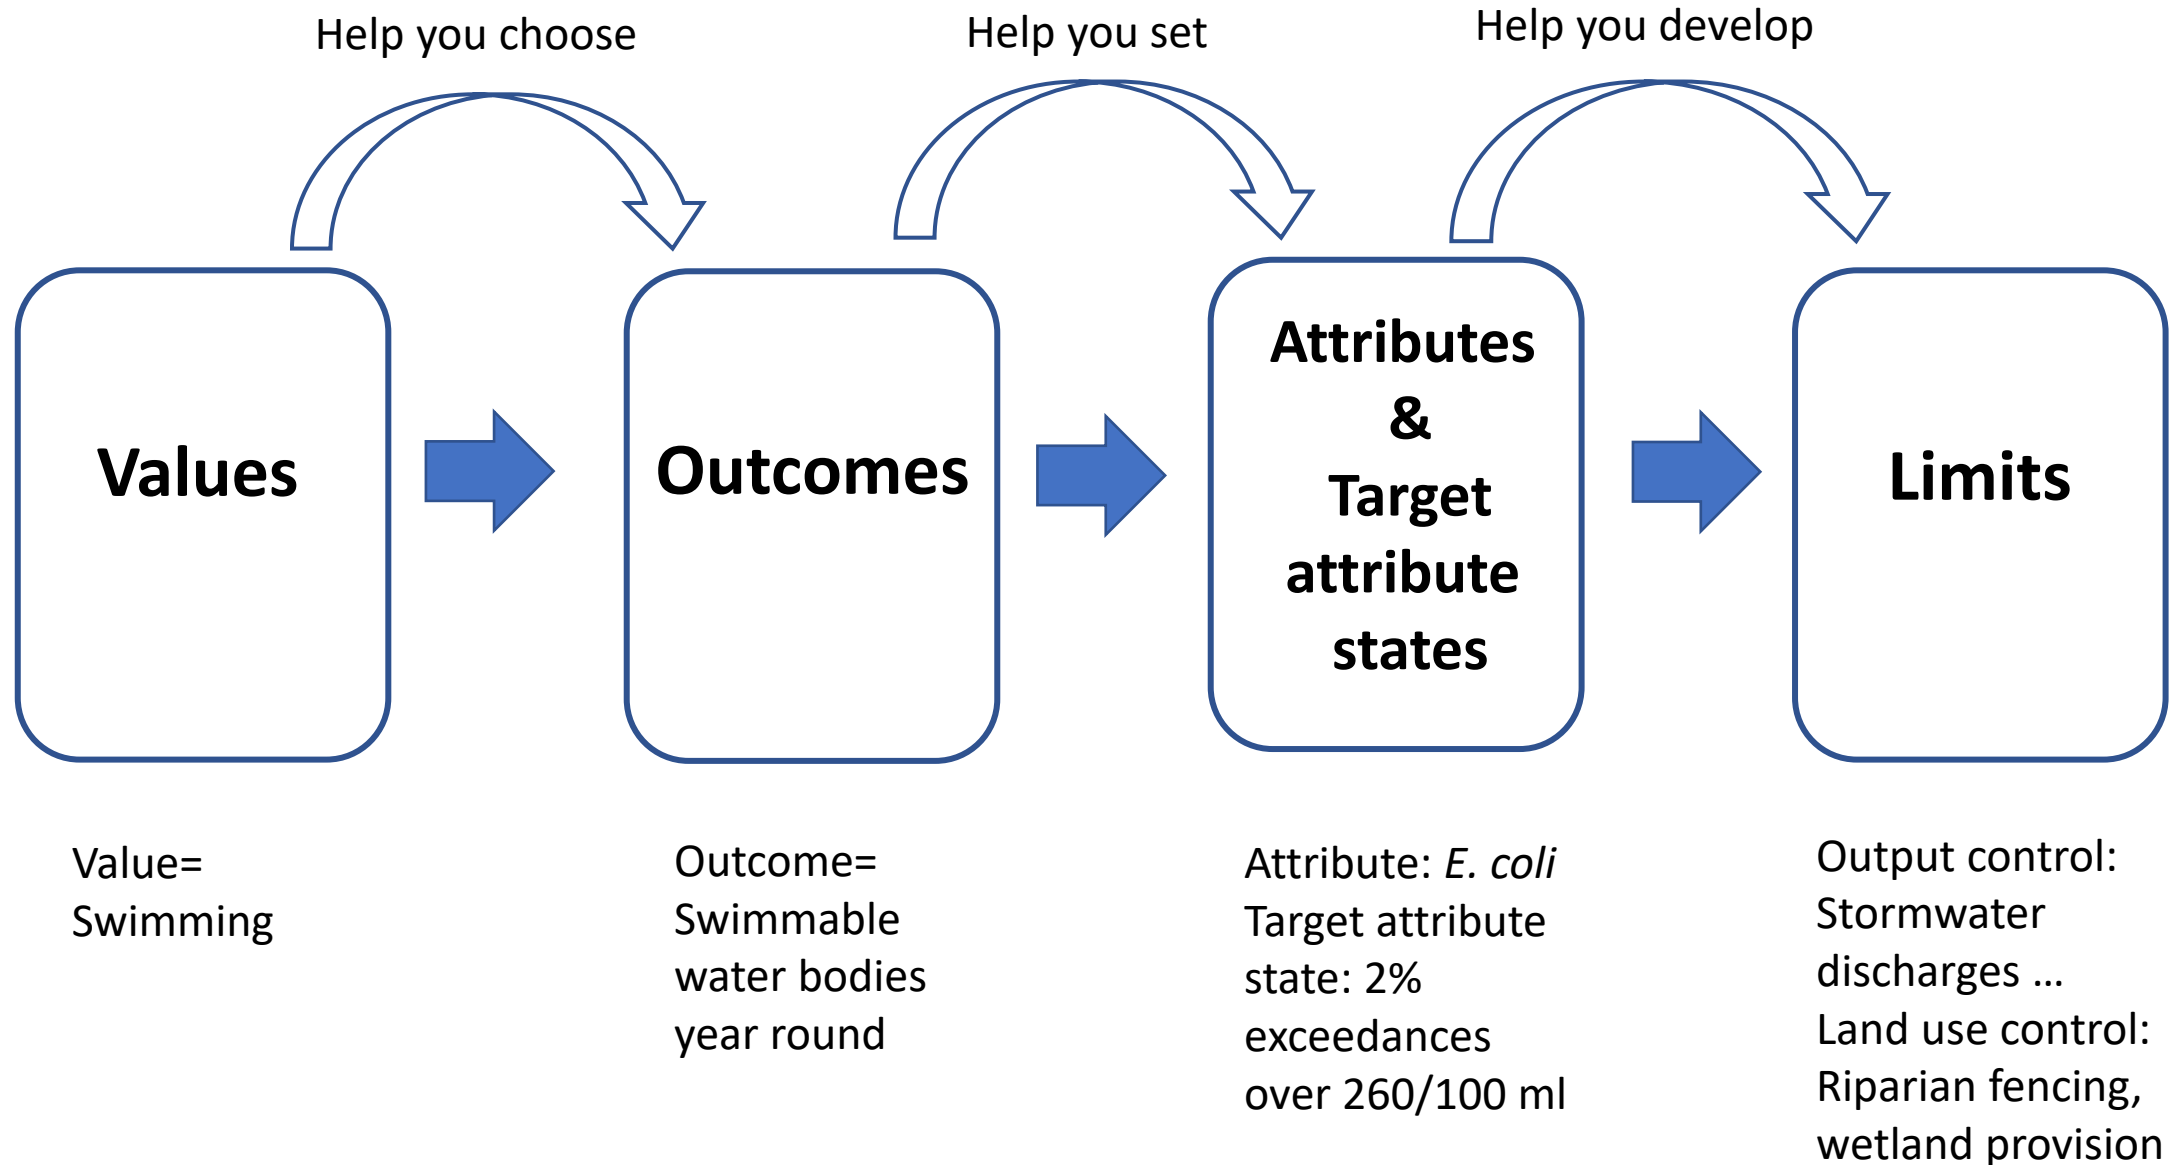 Help you choose
Help you set
Help you develop
Values
Outcomes
Attributes
&
Target
attribute
states
Limits
Value=
Swimming
Outcome=
Swimmable
water bodies
year round
Attribute: E. coli
Target attribute
state: 2%
exceedances
over 260/100 ml
Output control:
Stormwater
discharges …
Land use control:
Riparian fencing,
wetland provision